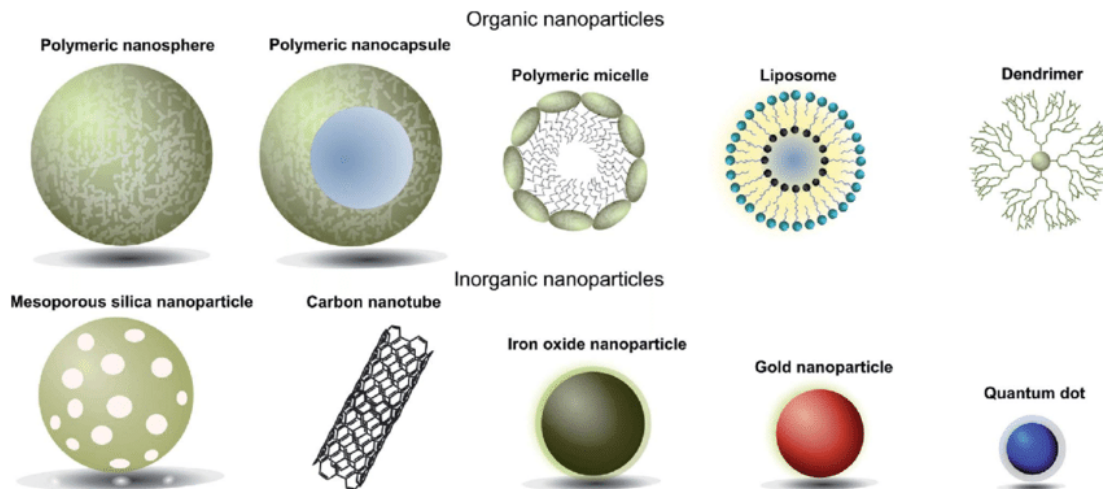 Organic nanoparticles
Polymeric nanosphere
Polymeric nanocapsule
Polymeric micelle
Liposome
Dendrimer
Inorganic nanoparticles
Mesoporous silica nanoparticle
Carbon nanotube
Iron oxide nanoparticle
Gold nanoparticle
Quantum dot